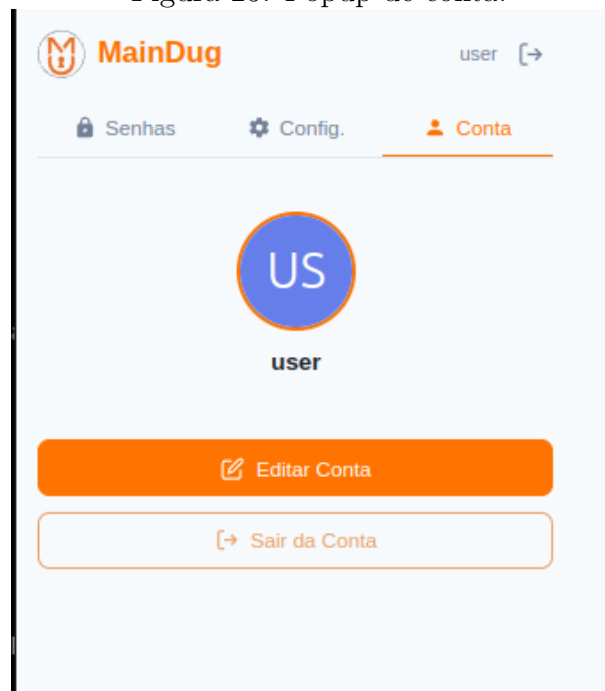 MainDug user
Senhas Config. Conta
US
user
Editar Conta
Sair da Conta